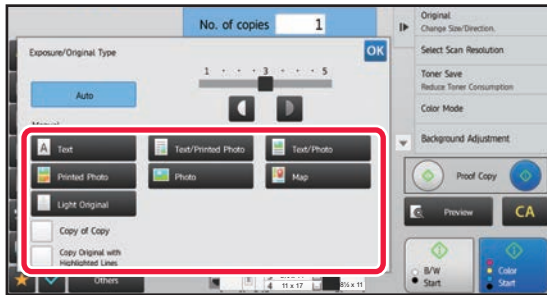 No. of copies 1
Original
Change Size/Direction.
Exposure/Original Type
OK
Select Scan Resolution
1 · · · 3 · · · 5
Toner Save
Reduce Toner Consumption
Auto
Color Mode
Manual
Background Adjustment
A Text
Text/Printed Photo
Text/Photo
Printed Photo
Photo
Map
Proof Copy
Light Original
Preview
CA
Copy of Copy
Copy Original with
Highlighted Lines
B/W
Start
Color
Start
Others
4 11 x 17
8½ x 11